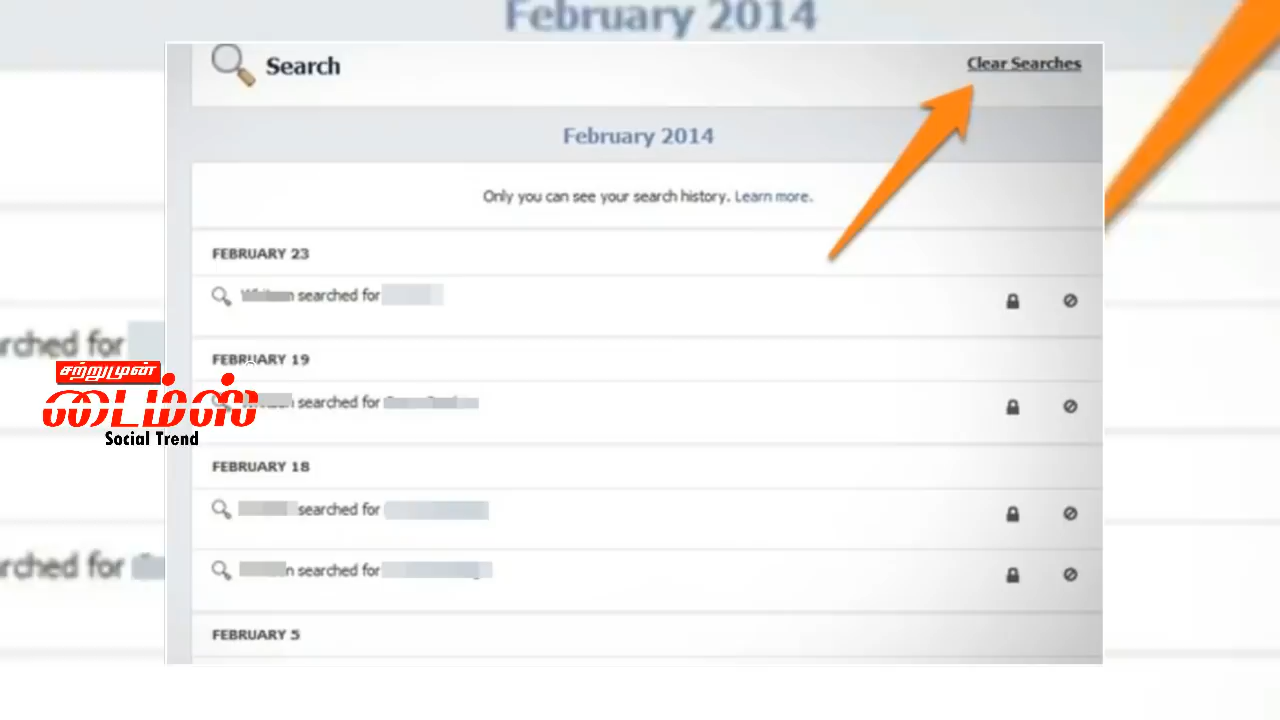 February 2014
Search
Clear Searches
February 2014
Only you can see your search history. Learn more.
FEBRUARY 23
searched for
FEBRUARY 19
searched for
FEBRUARY 18
searched for
searched for
FEBRUARY 5
rched for
rched for
சற்றுமுன்
டைம்ஸ்
Social Trend